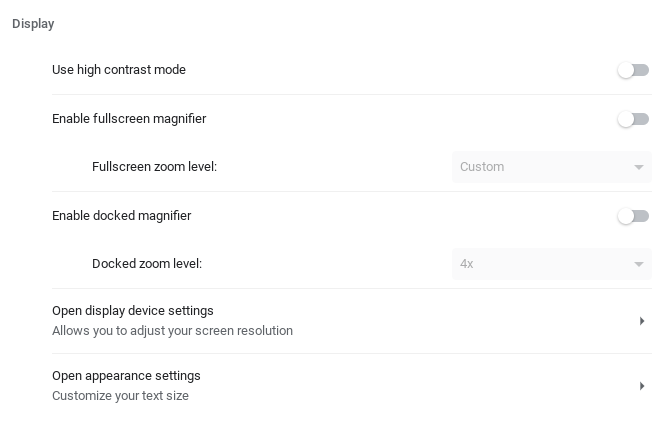 Display
Use high contrast mode
Enable fullscreen magnifier
Fullscreen zoom level:
Custom
Enable docked magnifier
Docked zoom level:
4x
Open display device settings
Allows you to adjust your screen resolution
Open appearance settings
Customize your text size